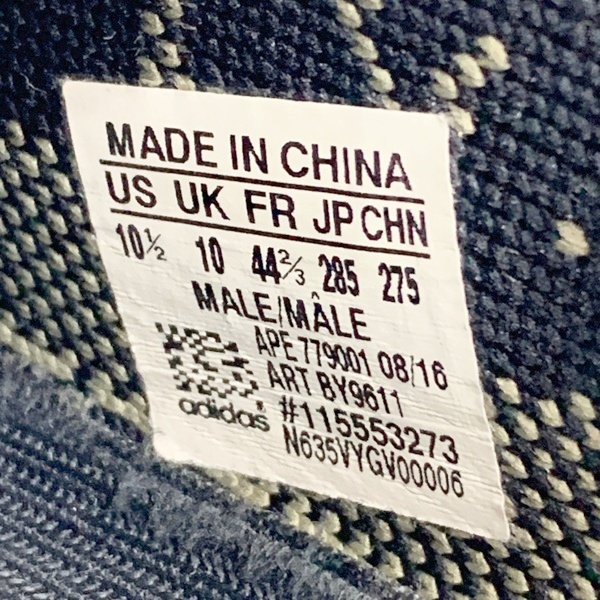 MADE IN CHINA
US UK FR JP CHN
10½ 10 44⅔ 285 275
MALE/MÂLE
APE 779001 08/16
ART BY9611
adidas #115553273
N635VYGV00006